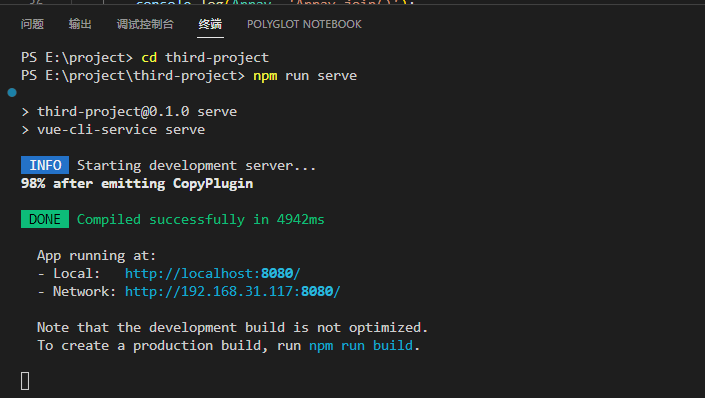 36 console.log(Array, 'Array.join()');
问题 输出 调试控制台 终端 POLYGLOT NOTEBOOK
PS E:\project> cd third-project
PS E:\project\third-project> npm run serve
> third-project@0.1.0 serve
> vue-cli-service serve
INFO Starting development server...
98% after emitting CopyPlugin
DONE Compiled successfully in 4942ms
App running at:
- Local: http://localhost:8080/
- Network: http://192.168.31.117:8080/
Note that the development build is not optimized.
To create a production build, run npm run build.